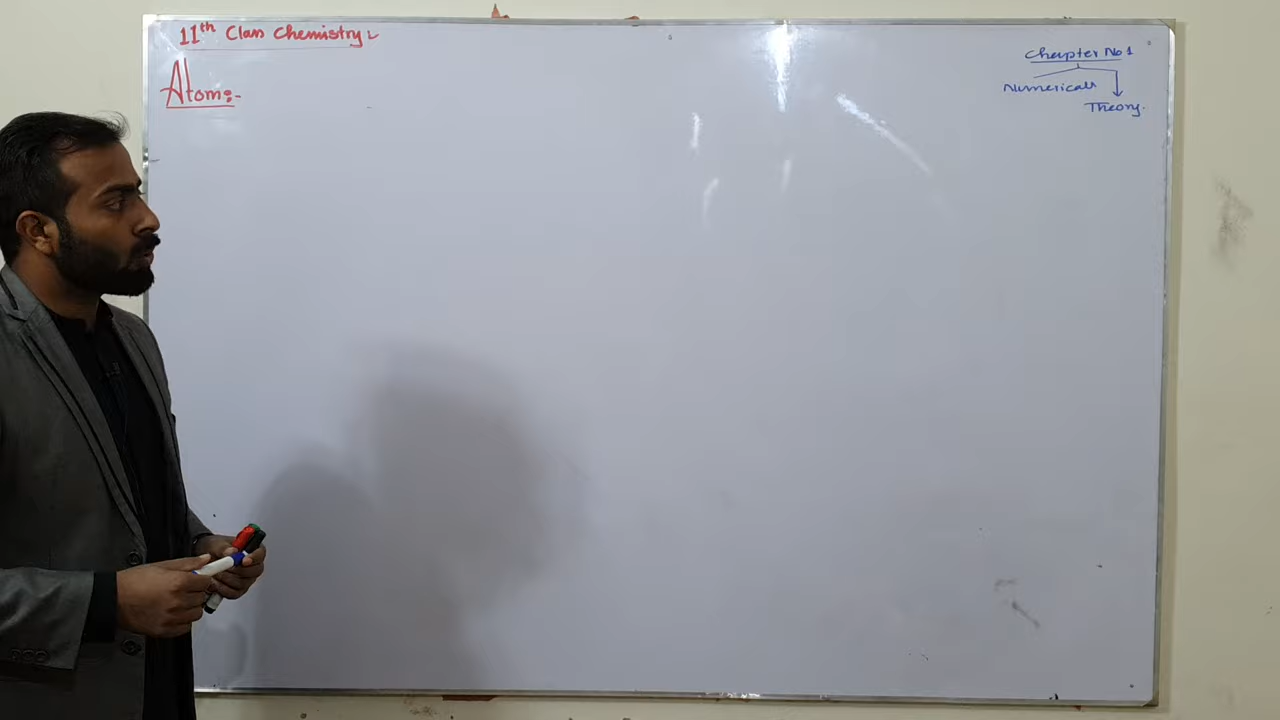 11th Class Chemistry
Atom:-
Chapter No 1
Numericals
Theory.